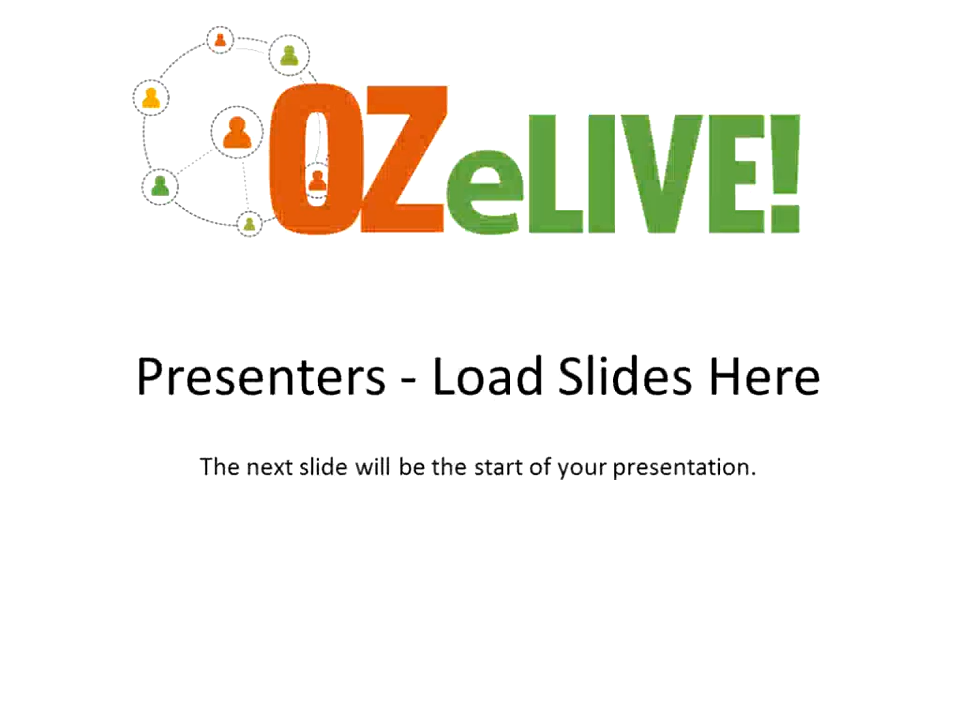 OZeLIVE!
Presenters - Load Slides Here
The next slide will be the start of your presentation.